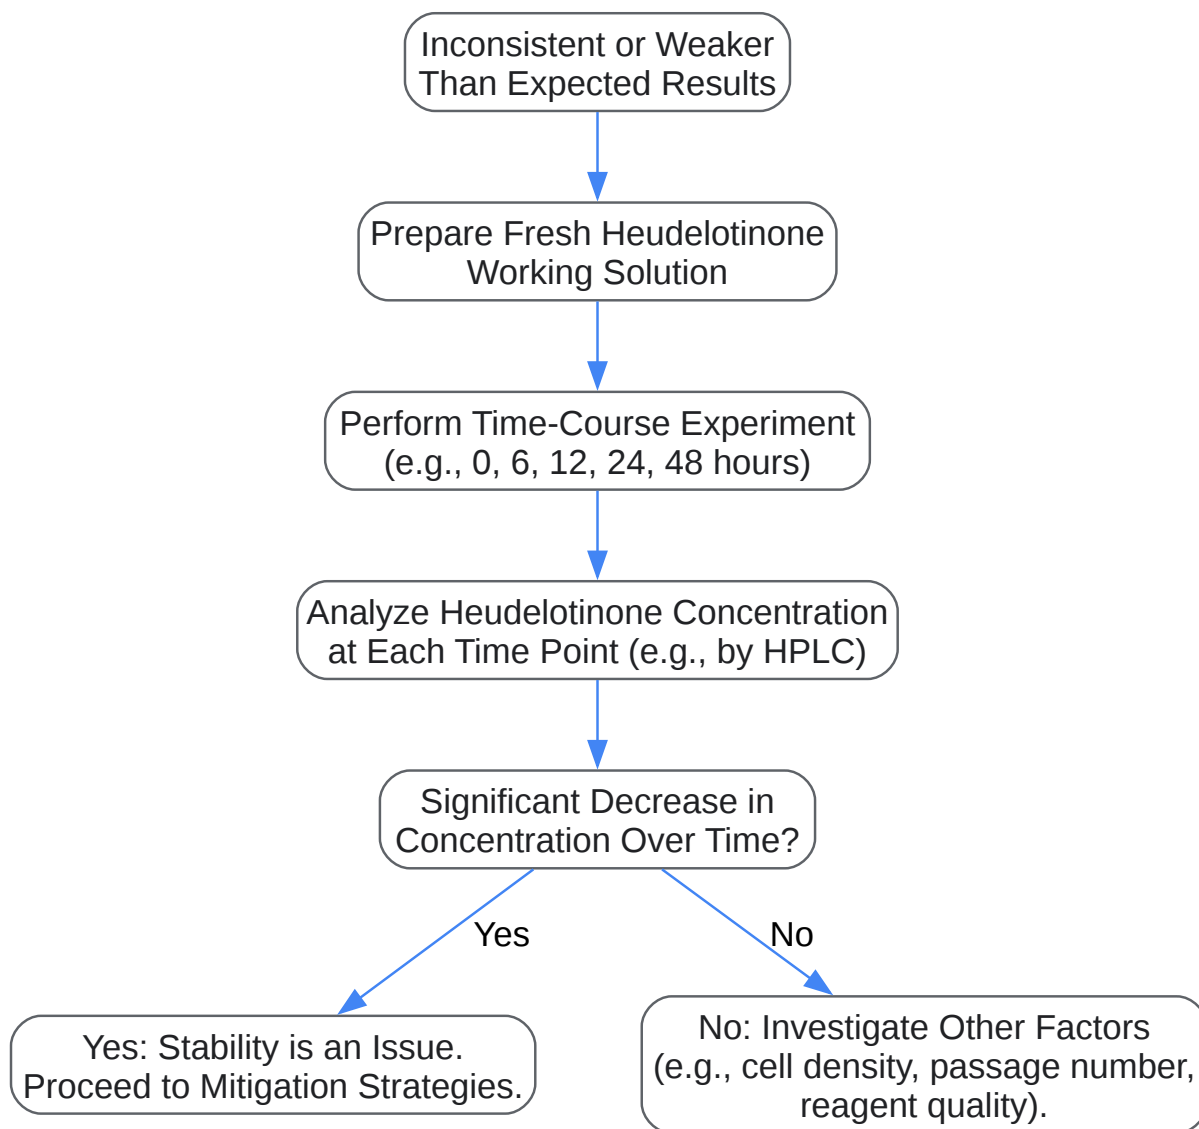 Inconsistent or Weaker
Than Expected Results
Prepare Fresh Heudelotinone
Working Solution
Perform Time-Course Experiment
(e.g., 0, 6, 12, 24, 48 hours)
Analyze Heudelotinone Concentration
at Each Time Point (e.g., by HPLC)
Significant Decrease in
Concentration Over Time?
Yes
No
Yes: Stability is an Issue.
Proceed to Mitigation Strategies.
No: Investigate Other Factors
(e.g., cell density, passage number,
reagent quality).